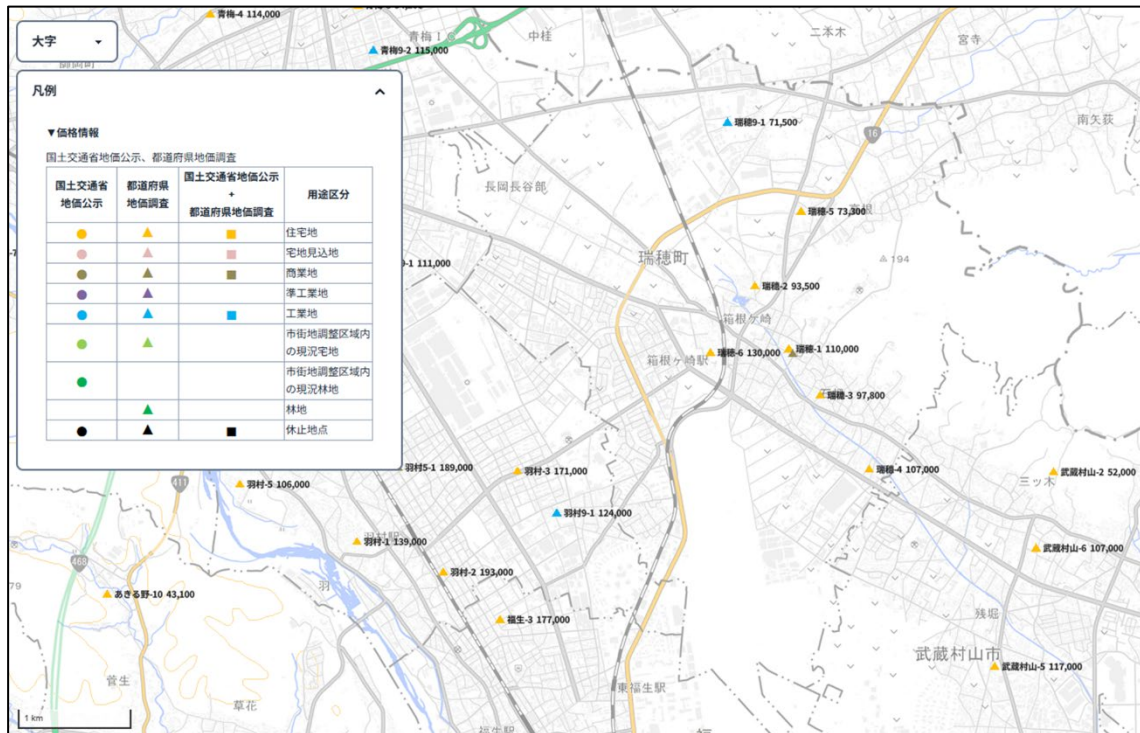 青梅-4 114,000
青梅IC
中桂
二本木
宮寺
大字
青梅9-2 115,000
凡例
瑞穂9-1 71,500
16
南矢荻
▼価格情報
国土交通省地価公示、都道府県地価調査
国土交通省
地価公示
都道府県
地価調査
国土交通省地価公示
+
都道府県地価調査
用途区分
住宅地
宅地見込地
商業地
準工業地
工業地
市街地調整区域内
の現況宅地
市街地調整区域内
の現況林地
林地
休止地点
長岡長谷部
瑞穂-5 73,300
瑞穂町
194
9-1 111,000
瑞穂-2 93,500
箱根ケ崎
瑞穂-1 110,000
箱根ケ崎駅
瑞穂-6 130,000
瑞穂-3 97,800
羽村5-1 189,000
羽村-3 171,000
瑞穂-4 107,000
武蔵村山-2 52,000
三ツ木
411
羽村-5 106,000
羽村9-1 124,000
羽村-1 139,000
武蔵村山-6 107,000
468
羽村-2 193,000
79
羽
あきる野-10 43,100
福生-3 177,000
残堀
武蔵村山市
武蔵村山-5 117,000
菅生
東福生駅
草花
1 km
福生駅